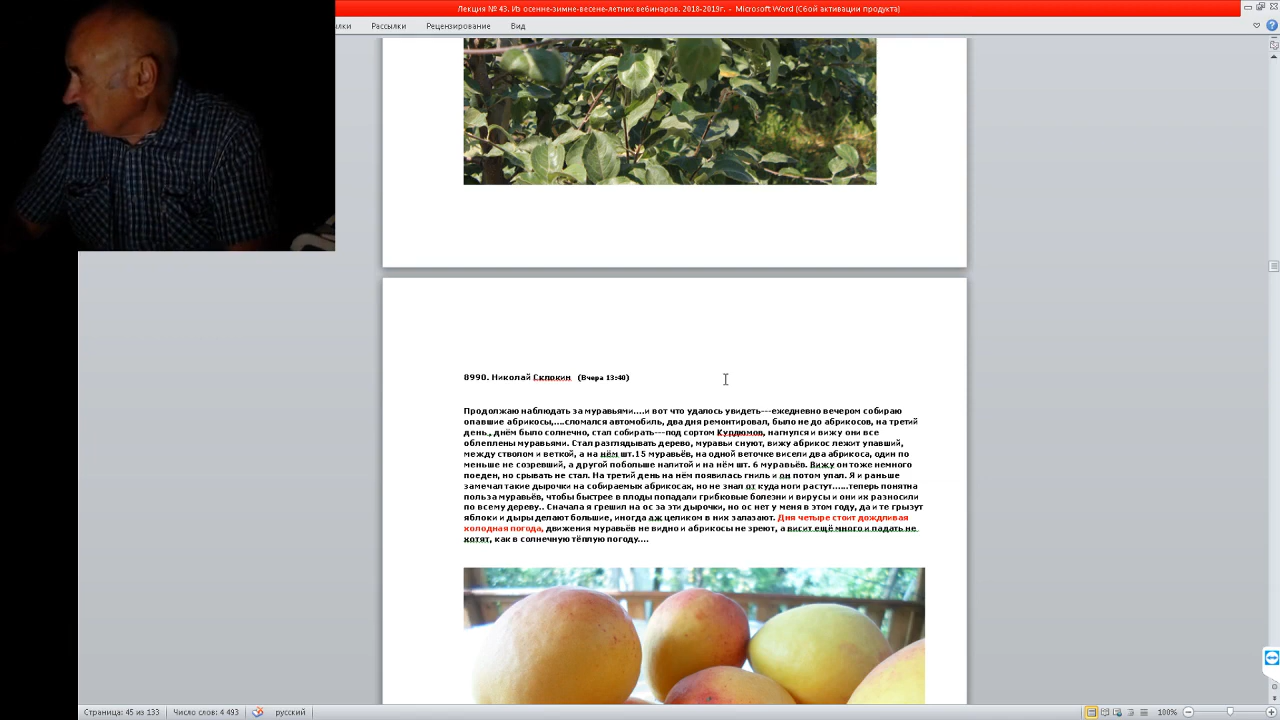 Лекция № 43. Из осенне-зимне-весене-летних вебинаров. 2018-2019г. - Microsoft Word (Сбой активации продукта)
лки Рассылки Рецензирование Вид
8990. Николай Склокин (Вчера 13:40)
Продолжаю наблюдать за муравьями....и вот что удалось увидеть---ежедневно вечером собираю
опавшие абрикосы,....сломался автомобиль, два дня ремонтировал, было не до абрикосов, на третий
день., днём было солнечно, стал собирать---под сортом Курдюмов, нагнулся и вижу они все
облеплены муравьями. Стал разглядывать дерево, муравьи снуют, вижу абрикос лежит упавший,
между стволом и веткой, а на нём шт.15 муравьёв, на одной веточке висели два абрикоса, один по
меньше не созревший, а другой побольше налитой и на нём шт. 6 муравьёв. Вижу он тоже немного
поеден, но срывать не стал. На третий день на нём появилась гниль и он потом упал. Я и раньше
замечал такие дырочки на собираемых абрикосах, но не знал от куда ноги растут......теперь понятна
польза муравьёв, чтобы быстрее в плоды попадали грибковые болезни и вирусы и они их разносили
по всему дереву.. Сначала я грешил на ос за эти дырочки, но ос нет у меня в этом году, да и те грызут
яблоки и дыры делают большие, иногда аж целиком в них залазают. Дня четыре стоит дождливая
холодная погода, движения муравьёв не видно и абрикосы не зреют, а висит ещё много и падать не
хотят, как в солнечную тёплую погоду....
Страница: 45 из 133 Число слов: 4 493 русский 100%